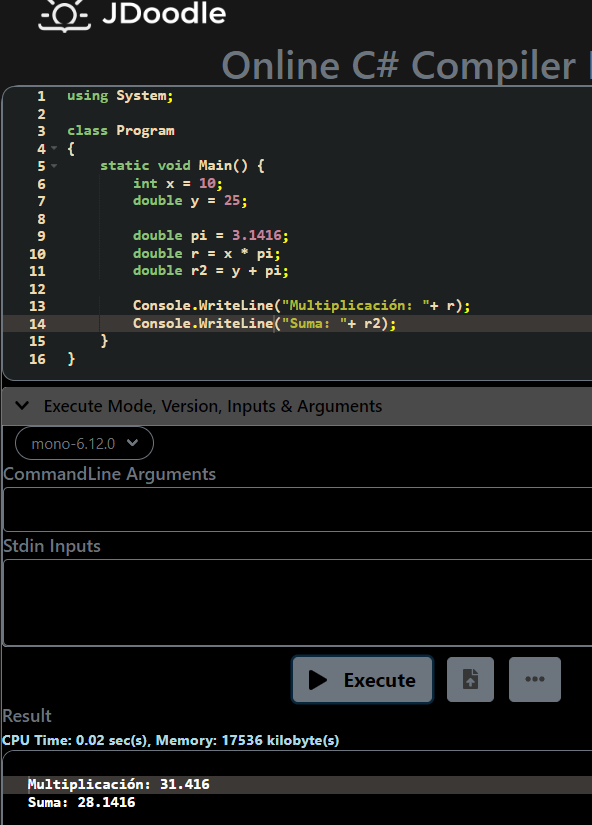 JDoodle
Online C# Compiler
1 using System;
2
3 class Program
4 {
5 static void Main() {
6 int x = 10;
7 double y = 25;
8
9 double pi = 3.1416;
10 double r = x * pi;
11 double r2 = y + pi;
12
13 Console.WriteLine("Multiplicación: "+ r);
14 Console.WriteLine("Suma: "+ r2);
15 }
16 }
Execute Mode, Version, Inputs & Arguments
mono-6.12.0
CommandLine Arguments
Stdin Inputs
Execute
Result
CPU Time: 0.02 sec(s), Memory: 17536 kilobyte(s)
Multiplicación: 31.416
Suma: 28.1416